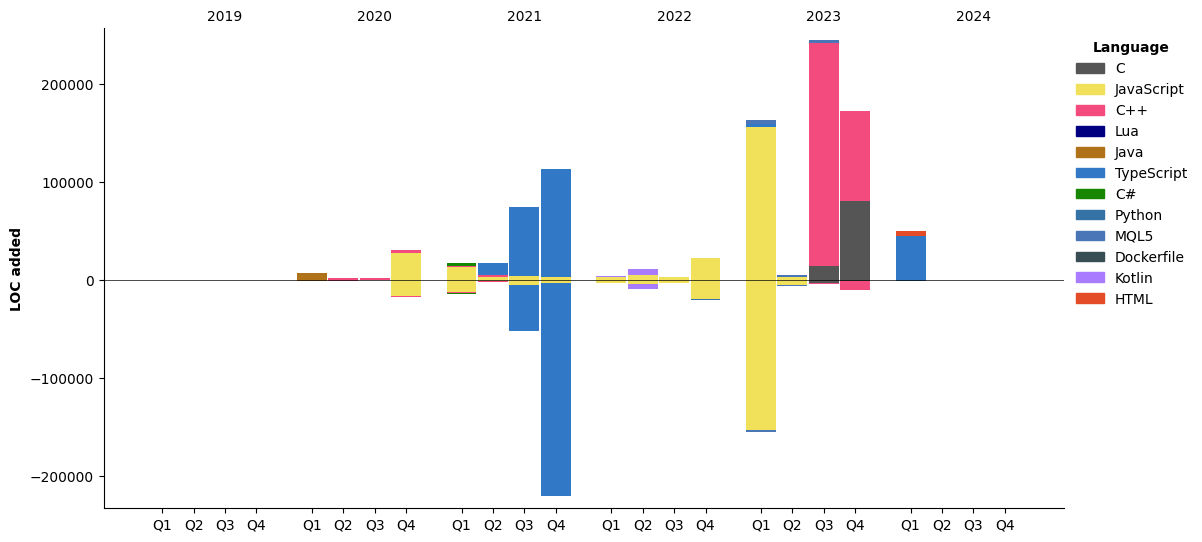 2019 2020 2021 2022 2023 2024
LOC added
200000
100000
0
−100000
−200000
Q1 Q2 Q3 Q4 Q1 Q2 Q3 Q4 Q1 Q2 Q3 Q4 Q1 Q2 Q3 Q4 Q1 Q2 Q3 Q4 Q1 Q2 Q3 Q4
Language
C
JavaScript
C++
Lua
Java
TypeScript
C#
Python
MQL5
Dockerfile
Kotlin
HTML